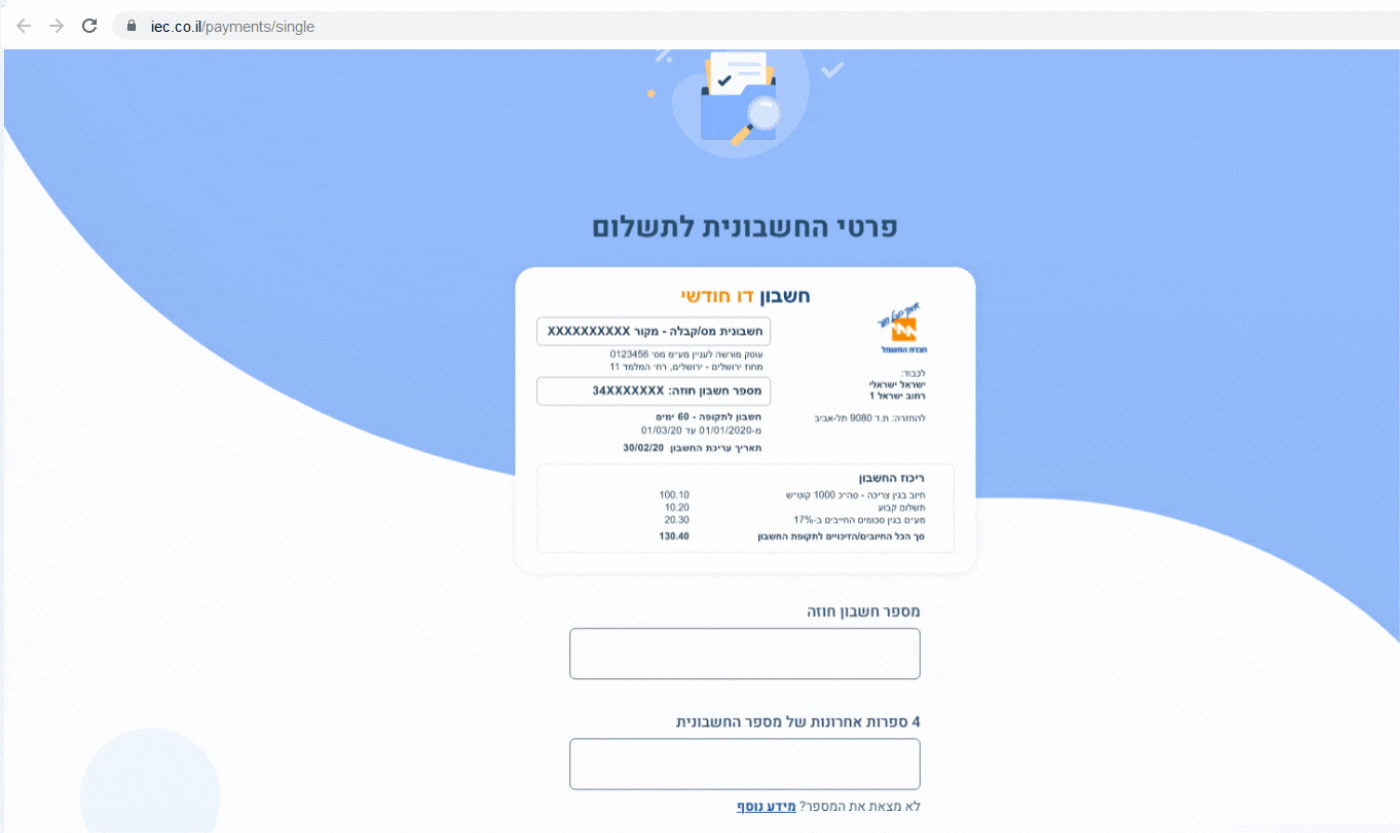 iec.co.il/payments/single
פרטי החשבונית לתשלום
חשבון דו חודשי
חשבונית מס/קבלה - מקור XXXXXXXXXX
עוסק מורשה לעניין מע״מ מס׳ 0123456
מחוז ירושלים - ירושלים, רח׳ המלמד 11
מספר חשבון חוזה: 34XXXXXXX
חשבון לתקופה - 60 ימים
מ-01/01/2020 עד 01/03/20
תאריך עריכת החשבון 30/02/20
חברת החשמל
לכבוד:
ישראל ישראלי
רחוב ישראל 1
להחזרה: ת.ד 9080 תל-אביב
ריכוז החשבון
חיוב בגין צריכה - סה״כ 1000 קוט״ש 100.10
תשלום קבוע 10.20
מע״ם בגין סכומים החייבים ב-17% 20.30
סך הכל החיובים/הזיכויים לתקופת החשבון 130.40
מספר חשבון חוזה
4 ספרות אחרונות של מספר החשבונית
לא מצאת את המספר? מידע נוסף